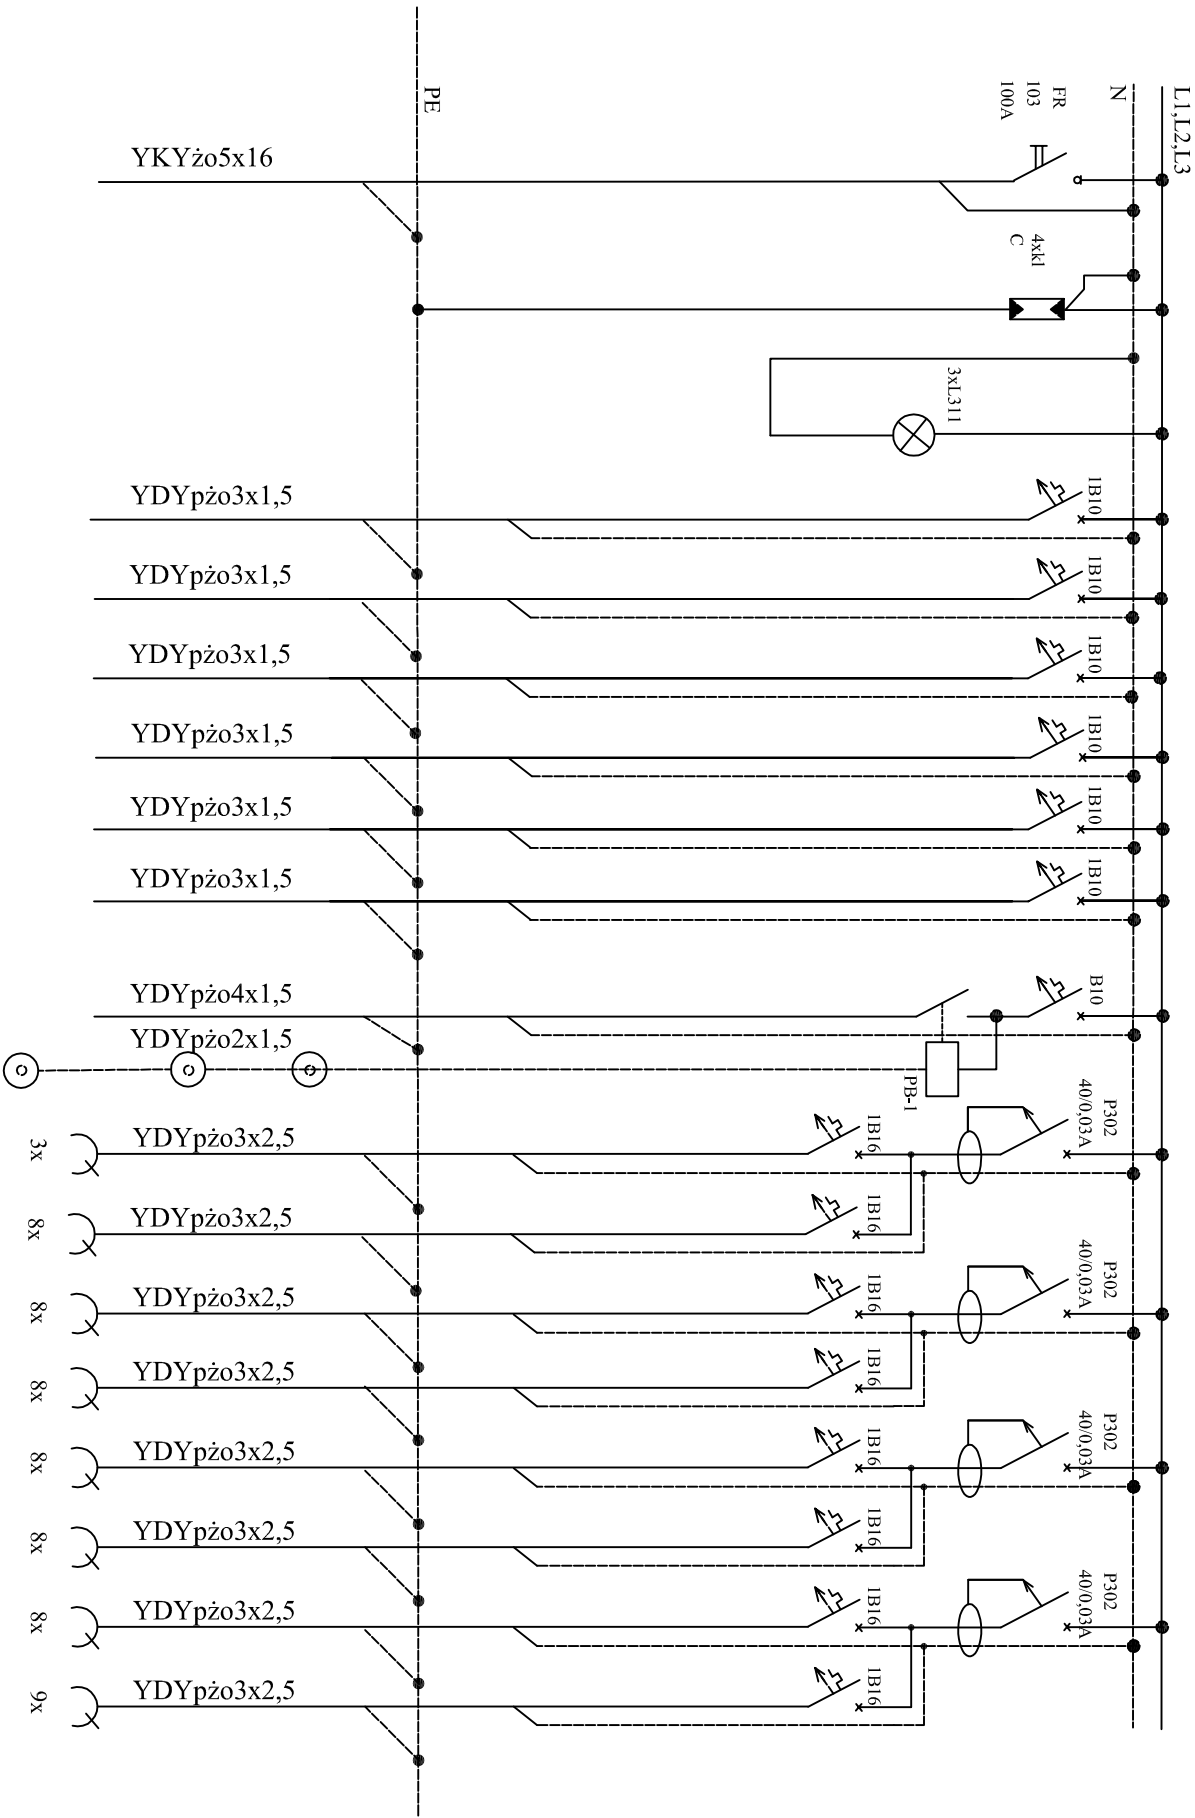 L1,L2,L3
N
PE
FR
103
100A
YKYżo5x16
4xkl
C
3xL311
1B10
YDYpżo3x1,5
1B10
YDYpżo3x1,5
1B10
YDYpżo3x1,5
1B10
YDYpżo3x1,5
1B10
YDYpżo3x1,5
1B10
YDYpżo3x1,5
B10
YDYpżo4x1,5
YDYpżo2x1,5
PB-1
P302
40/0,03A
1B16
YDYpżo3x2,5
3x
1B16
YDYpżo3x2,5
8x
P302
40/0,03A
1B16
YDYpżo3x2,5
8x
1B16
YDYpżo3x2,5
8x
P302
40/0,03A
1B16
YDYpżo3x2,5
8x
1B16
YDYpżo3x2,5
8x
P302
40/0,03A
1B16
YDYpżo3x2,5
8x
1B16
YDYpżo3x2,5
9x